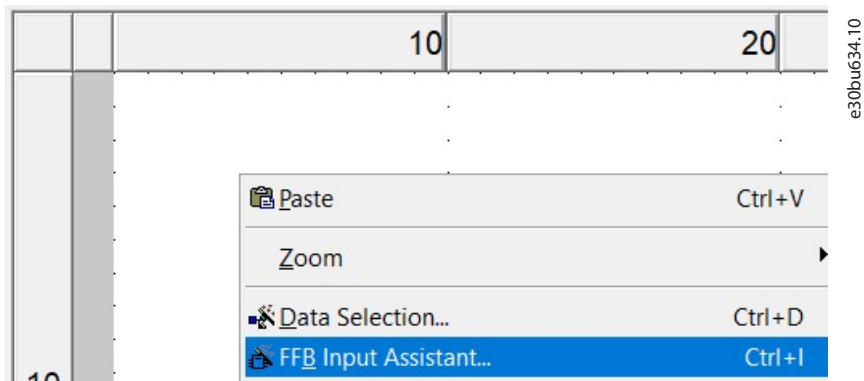 10 20
Paste Ctrl+V
Zoom
Data Selection... Ctrl+D
FFB Input Assistant... Ctrl+I
e30bu634.10